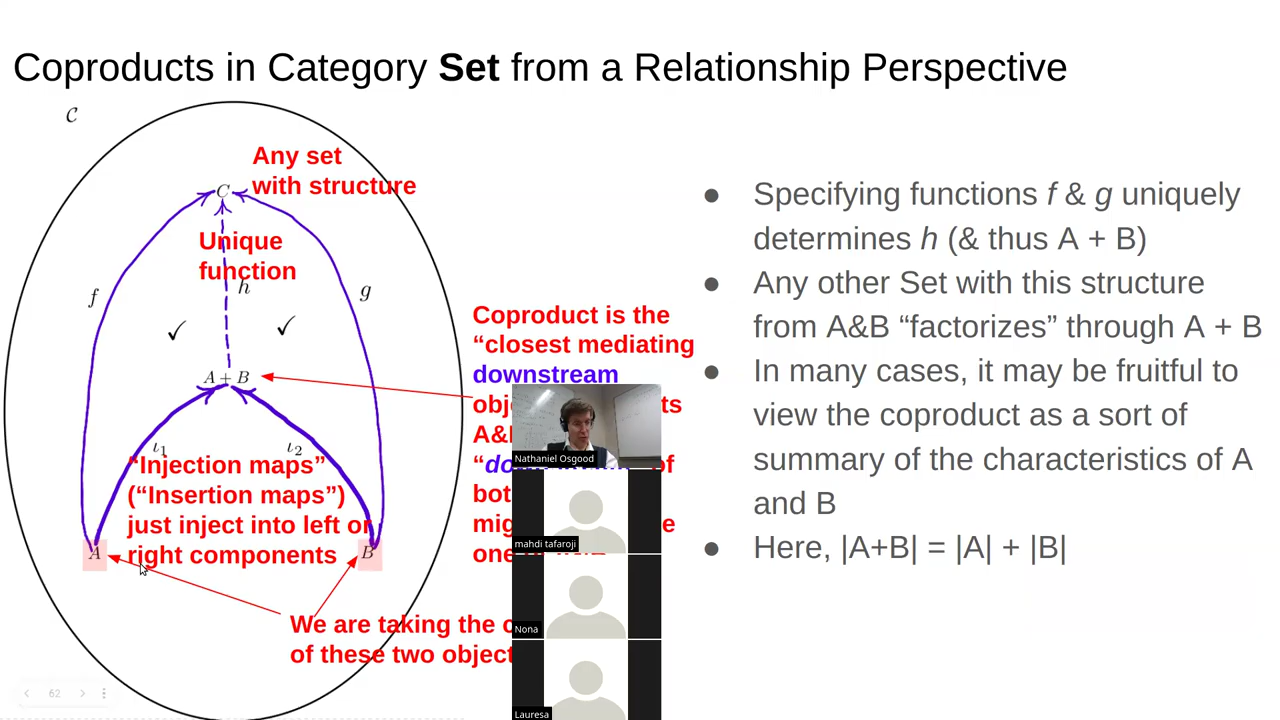 Coproducts in Category Set from a Relationship Perspective
C
Any set
with structure
C
Unique
function
h
f
g
✓
✓
A + B
ι1
ι2
"Injection maps"
("Insertion maps")
just inject into left or
right components
A
B
Coproduct is the
"closest mediating
downstream
We are taking the
of these two
● Specifying functions f & g uniquely
determines h (& thus A + B)
● Any other Set with this structure
from A&B “factorizes” through A + B
● In many cases, it may be fruitful to
view the coproduct as a sort of
summary of the characteristics of A
and B
● Here, |A+B| = |A| + |B|
Nathaniel Osgood
mahdi tafaroji
Nona
Lauresa
62